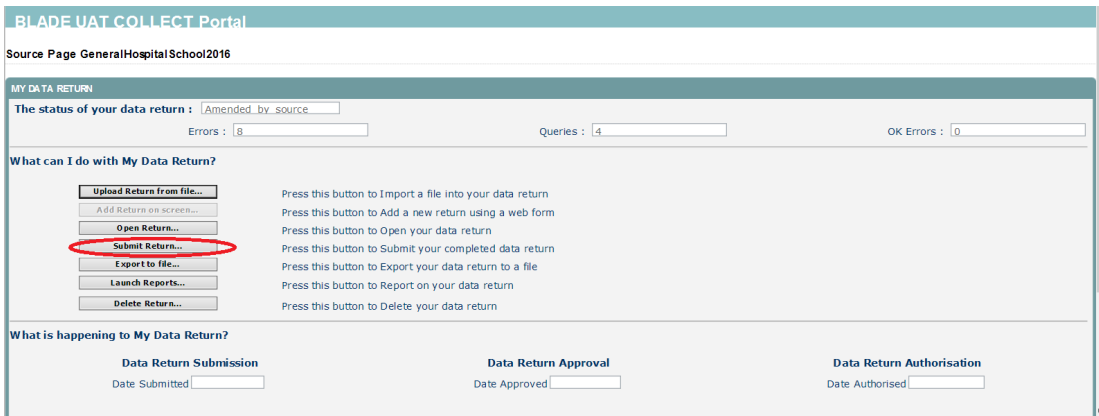 BLADE UAT COLLECT Portal
Source Page GeneralHospitalSchool2016
MY DATA RETURN
The status of your data return : Amended_by_source
Errors : 8 Queries : 4 OK Errors : 0
What can I do with My Data Return?
Upload Return from file... Press this button to Import a file into your data return
Add Return on screen... Press this button to Add a new return using a web form
Open Return... Press this button to Open your data return
Submit Return... Press this button to Submit your completed data return
Export to file... Press this button to Export your data return to a file
Launch Reports... Press this button to Report on your data return
Delete Return... Press this button to Delete your data return
What is happening to My Data Return?
Data Return Submission Data Return Approval Data Return Authorisation
Date Submitted Date Approved Date Authorised